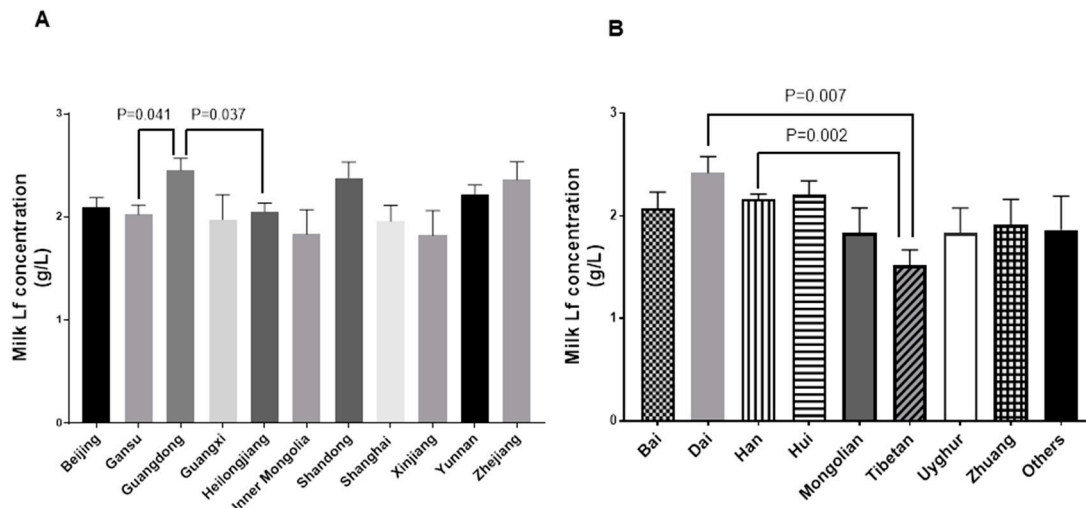 A
P=0.041
P=0.037
3
2
1
0
Milk Lf concentration
(g/L)
Beijing
Gansu
Guangdong
Guangxi
Heilongjiang
Inner Mongolia
Shandong
Shanghai
Xinjiang
Yunnan
Zhejiang
B
P=0.007
P=0.002
3
2
1
0
Milk Lf concentration
(g/L)
Bai
Dai
Han
Hui
Mongolian
Tibetan
Uyghur
Zhuang
Others